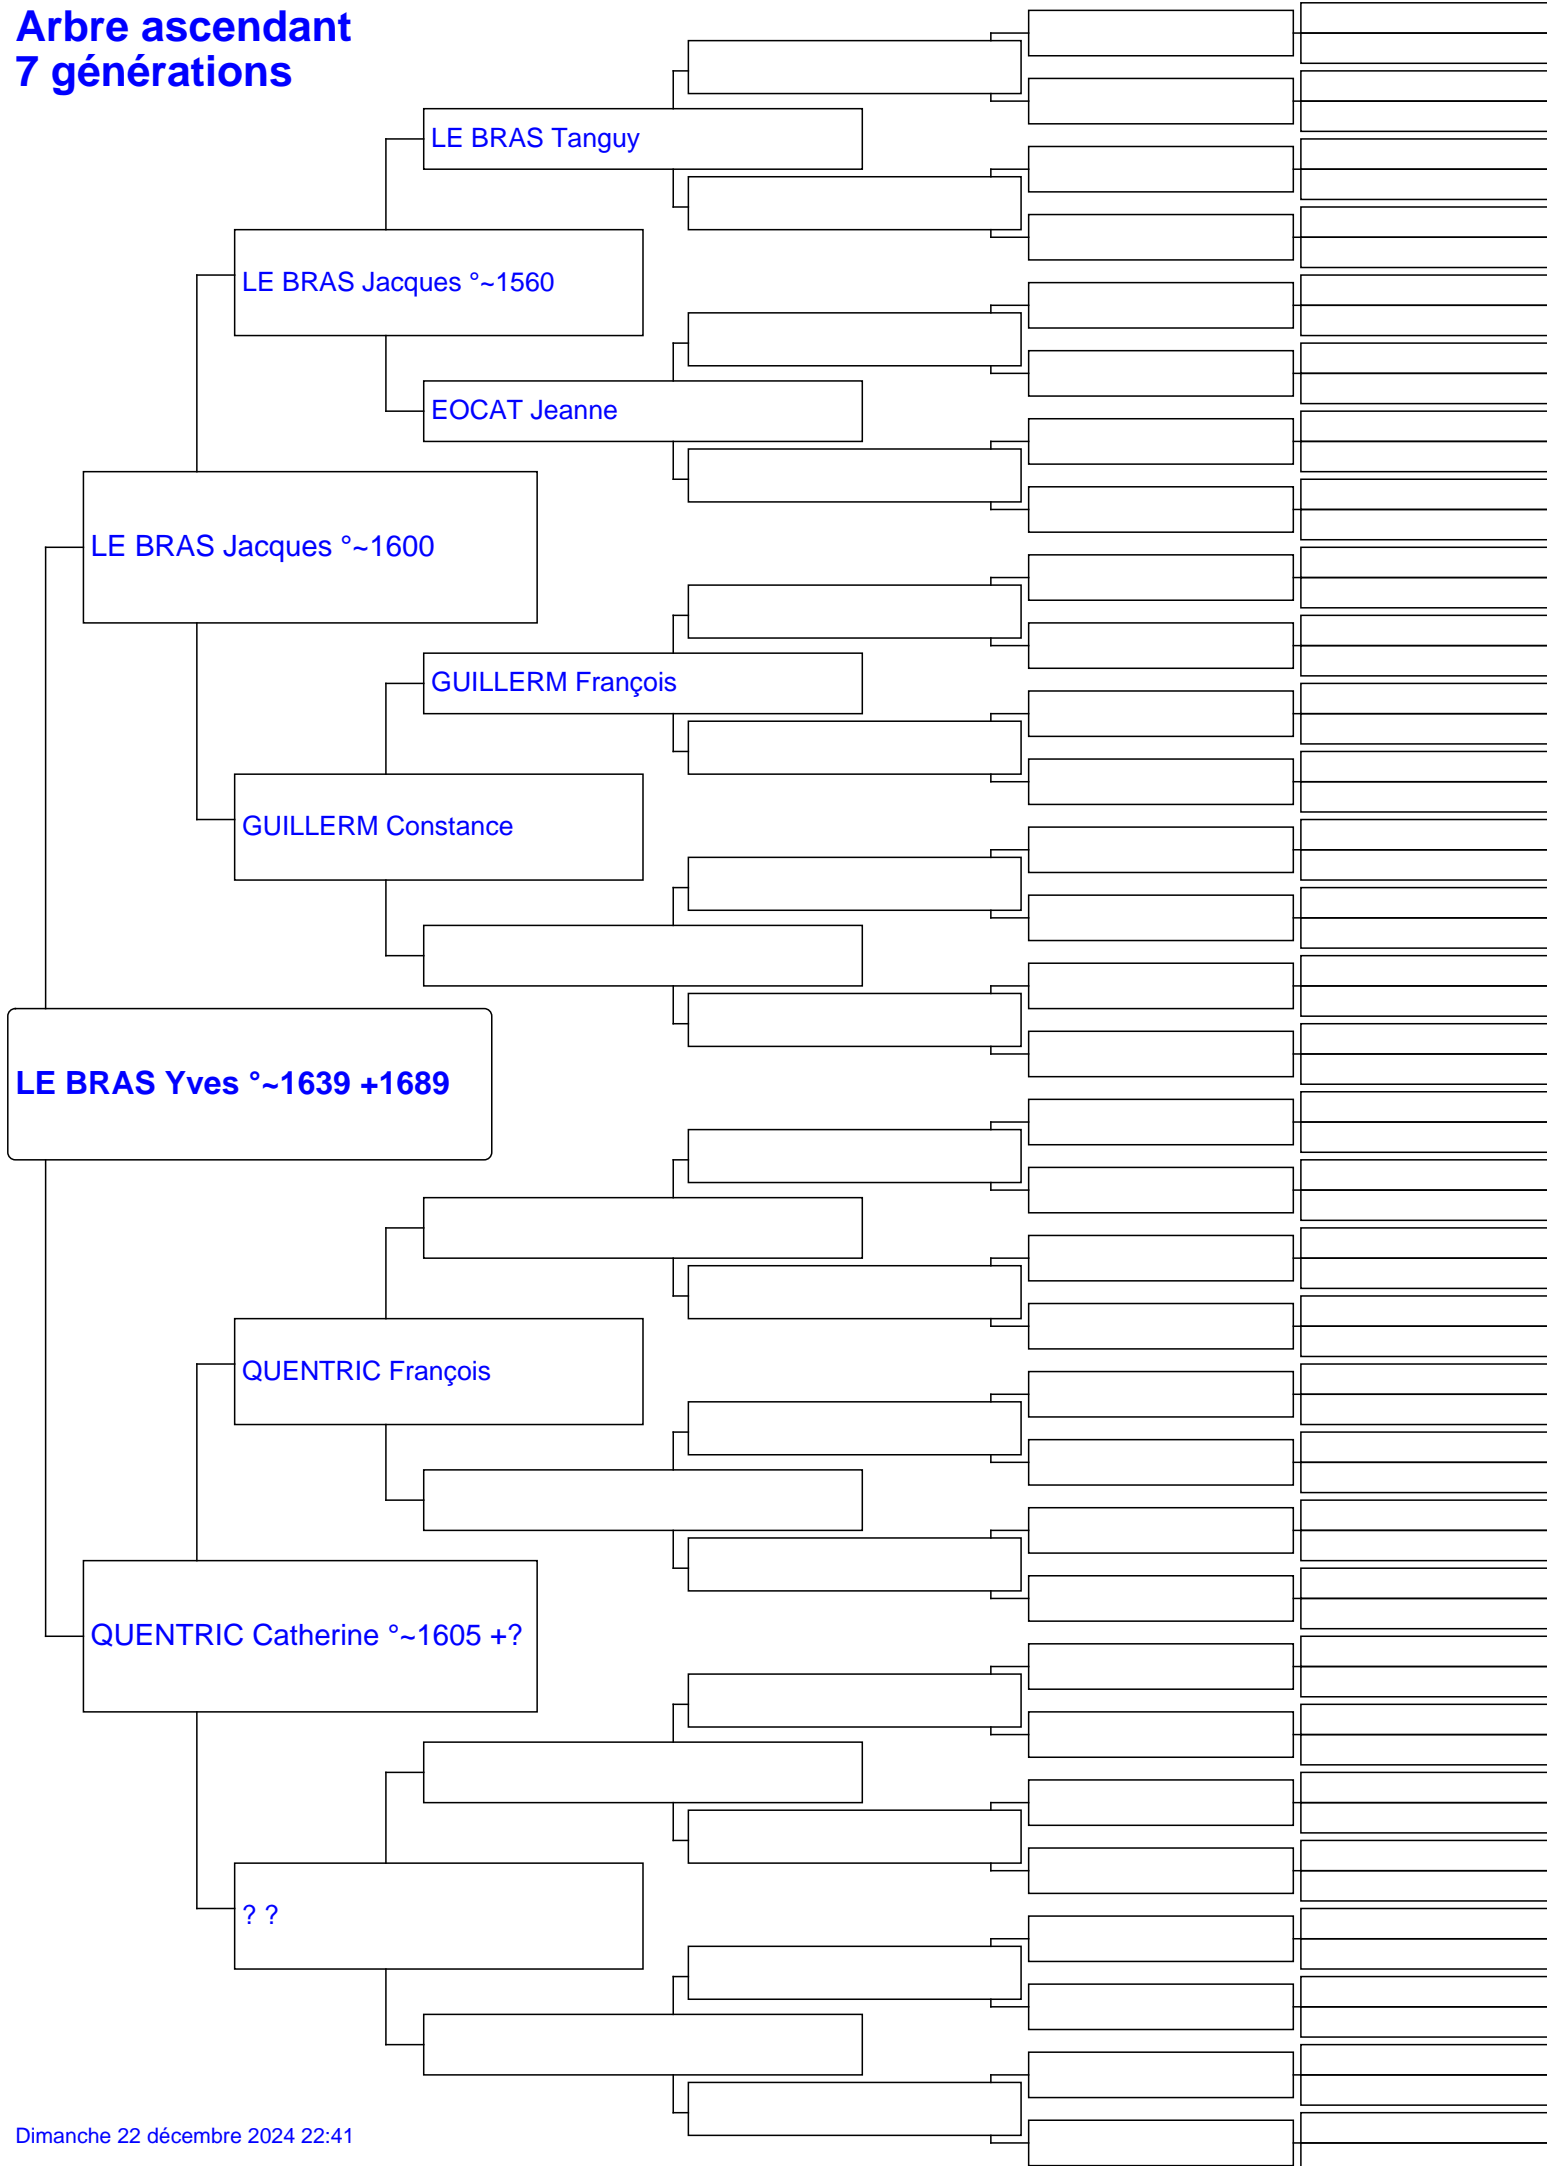 Arbre ascendant
7 générations
LE BRAS Tanguy
LE BRAS Jacques °~1560
EOCAT Jeanne
LE BRAS Jacques °~1600
GUILLERM François
GUILLERM Constance
LE BRAS Yves °~1639 +1689
QUENTRIC François
QUENTRIC Catherine °~1605 +?
? ?
Dimanche 22 décembre 2024 22:41